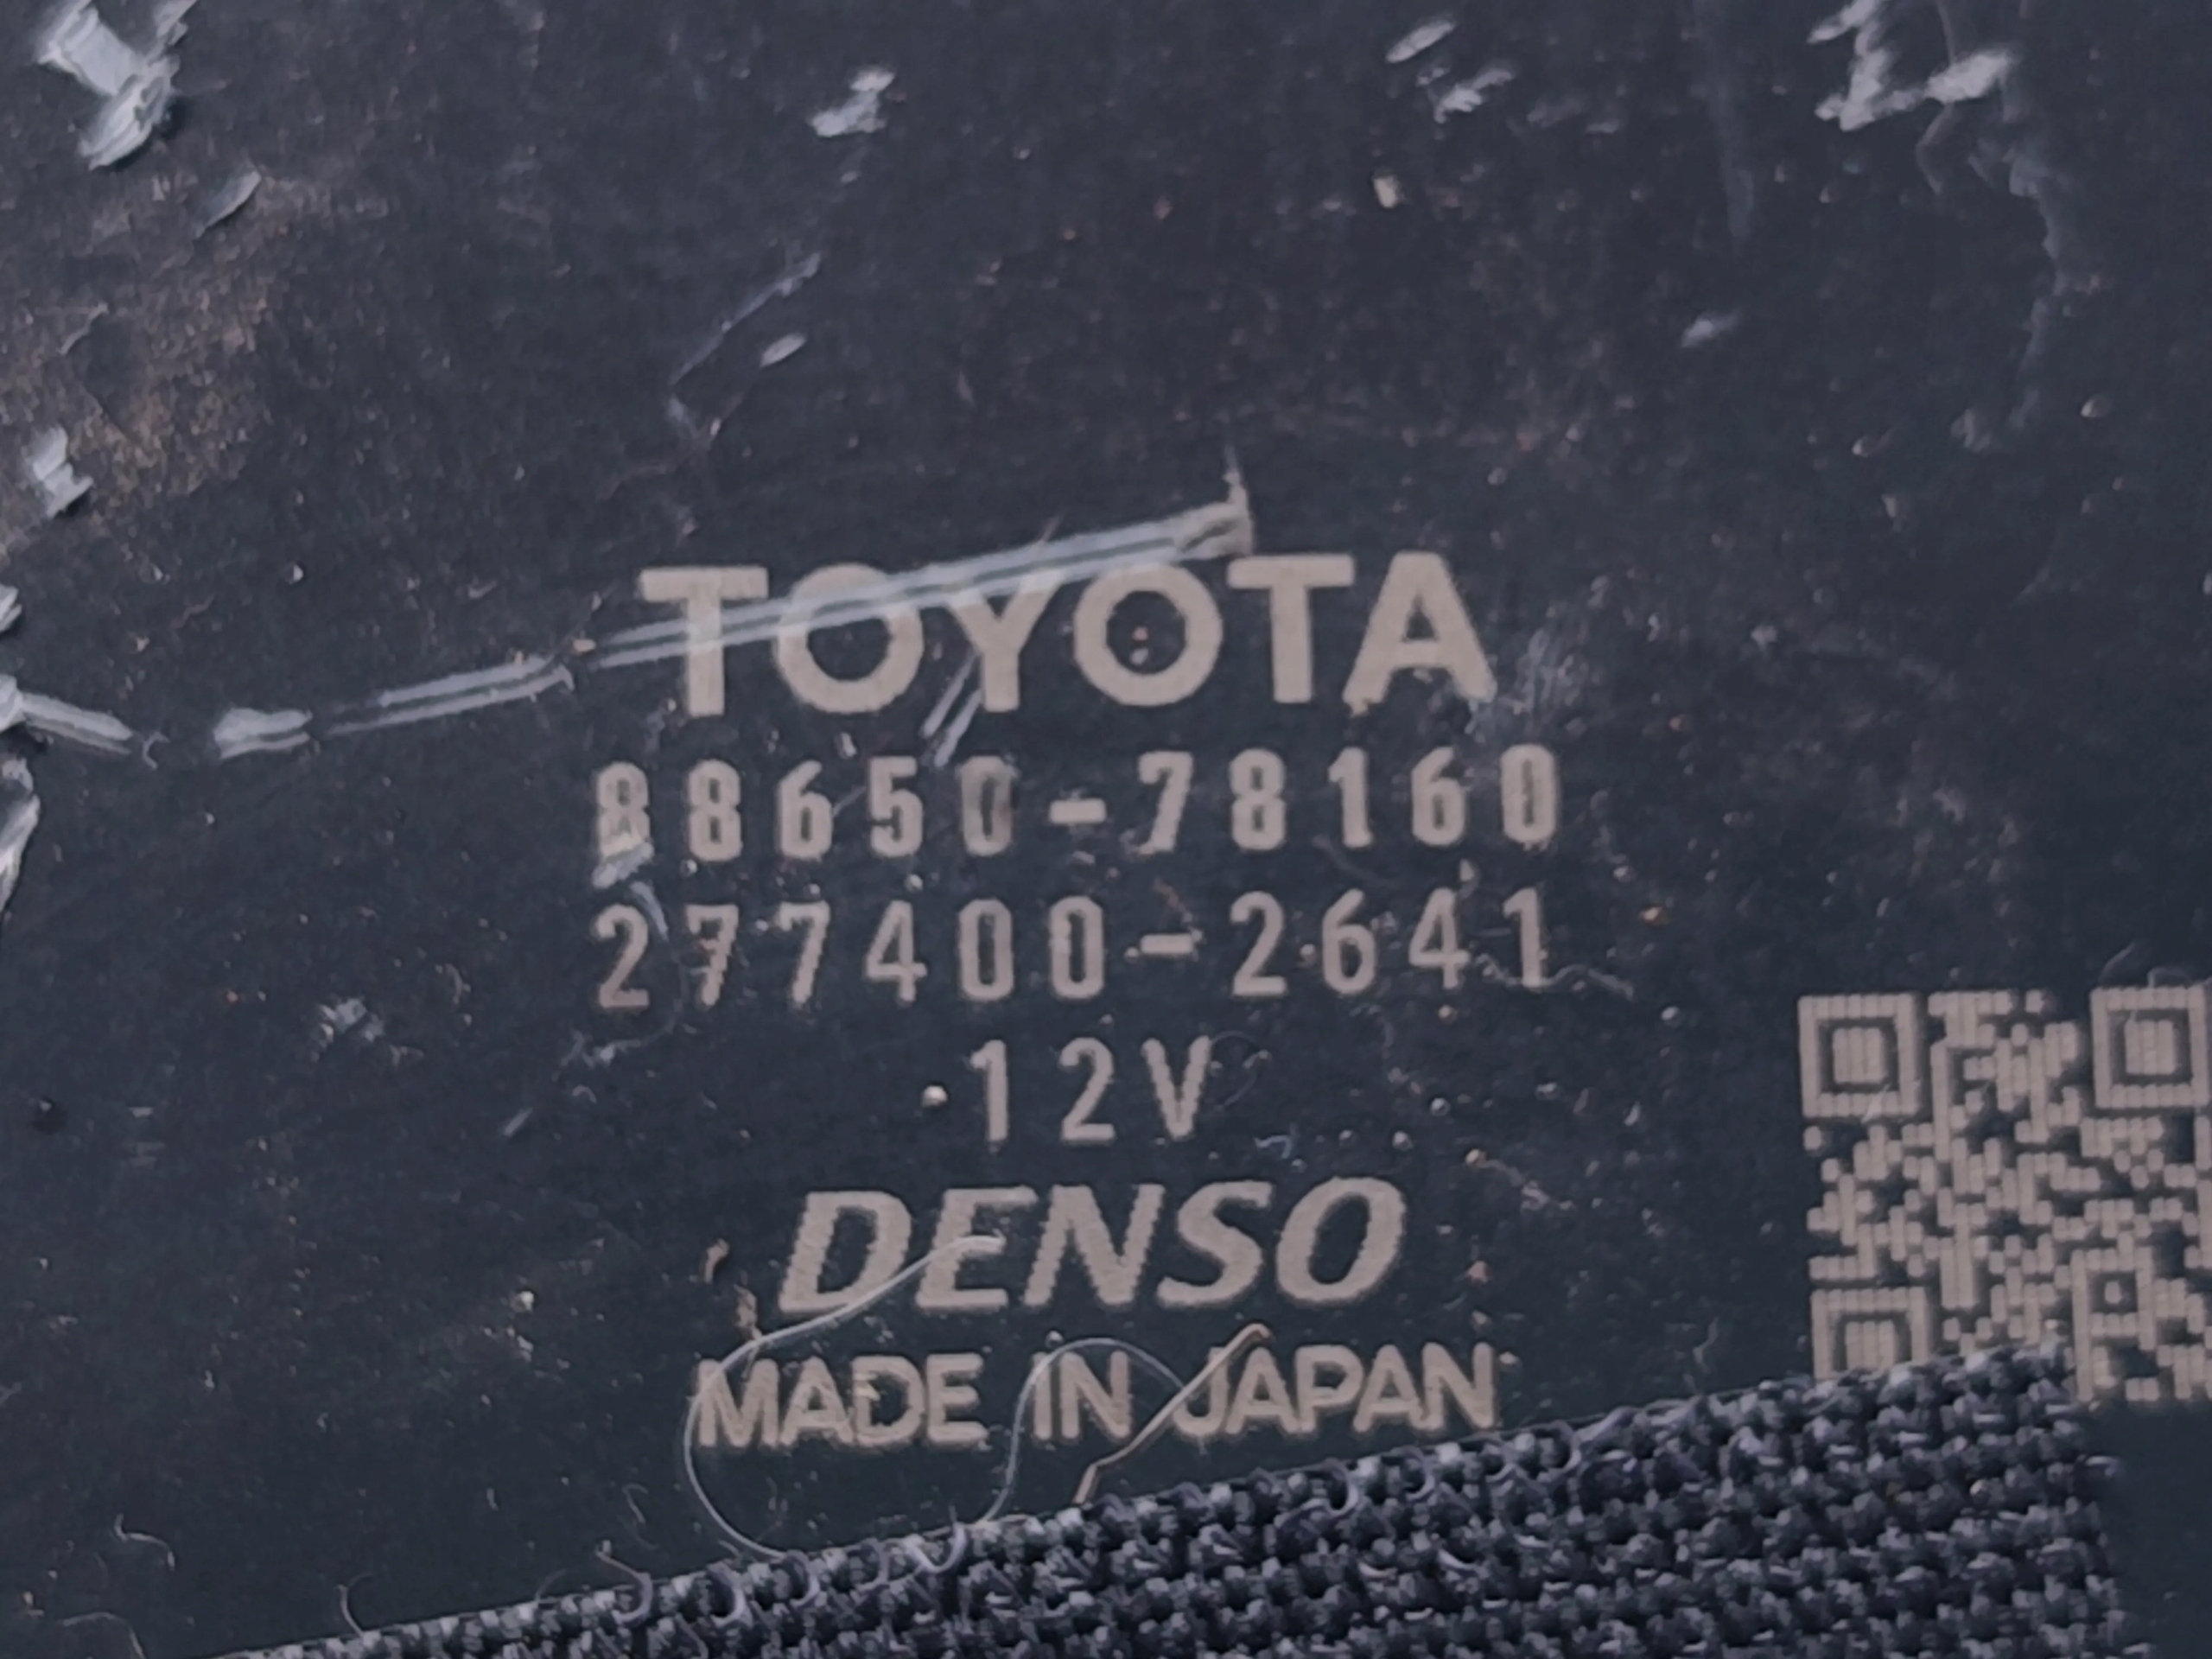 TOYOTA
88650-78160
277400-2641
12V
DENSO
MADE IN JAPAN